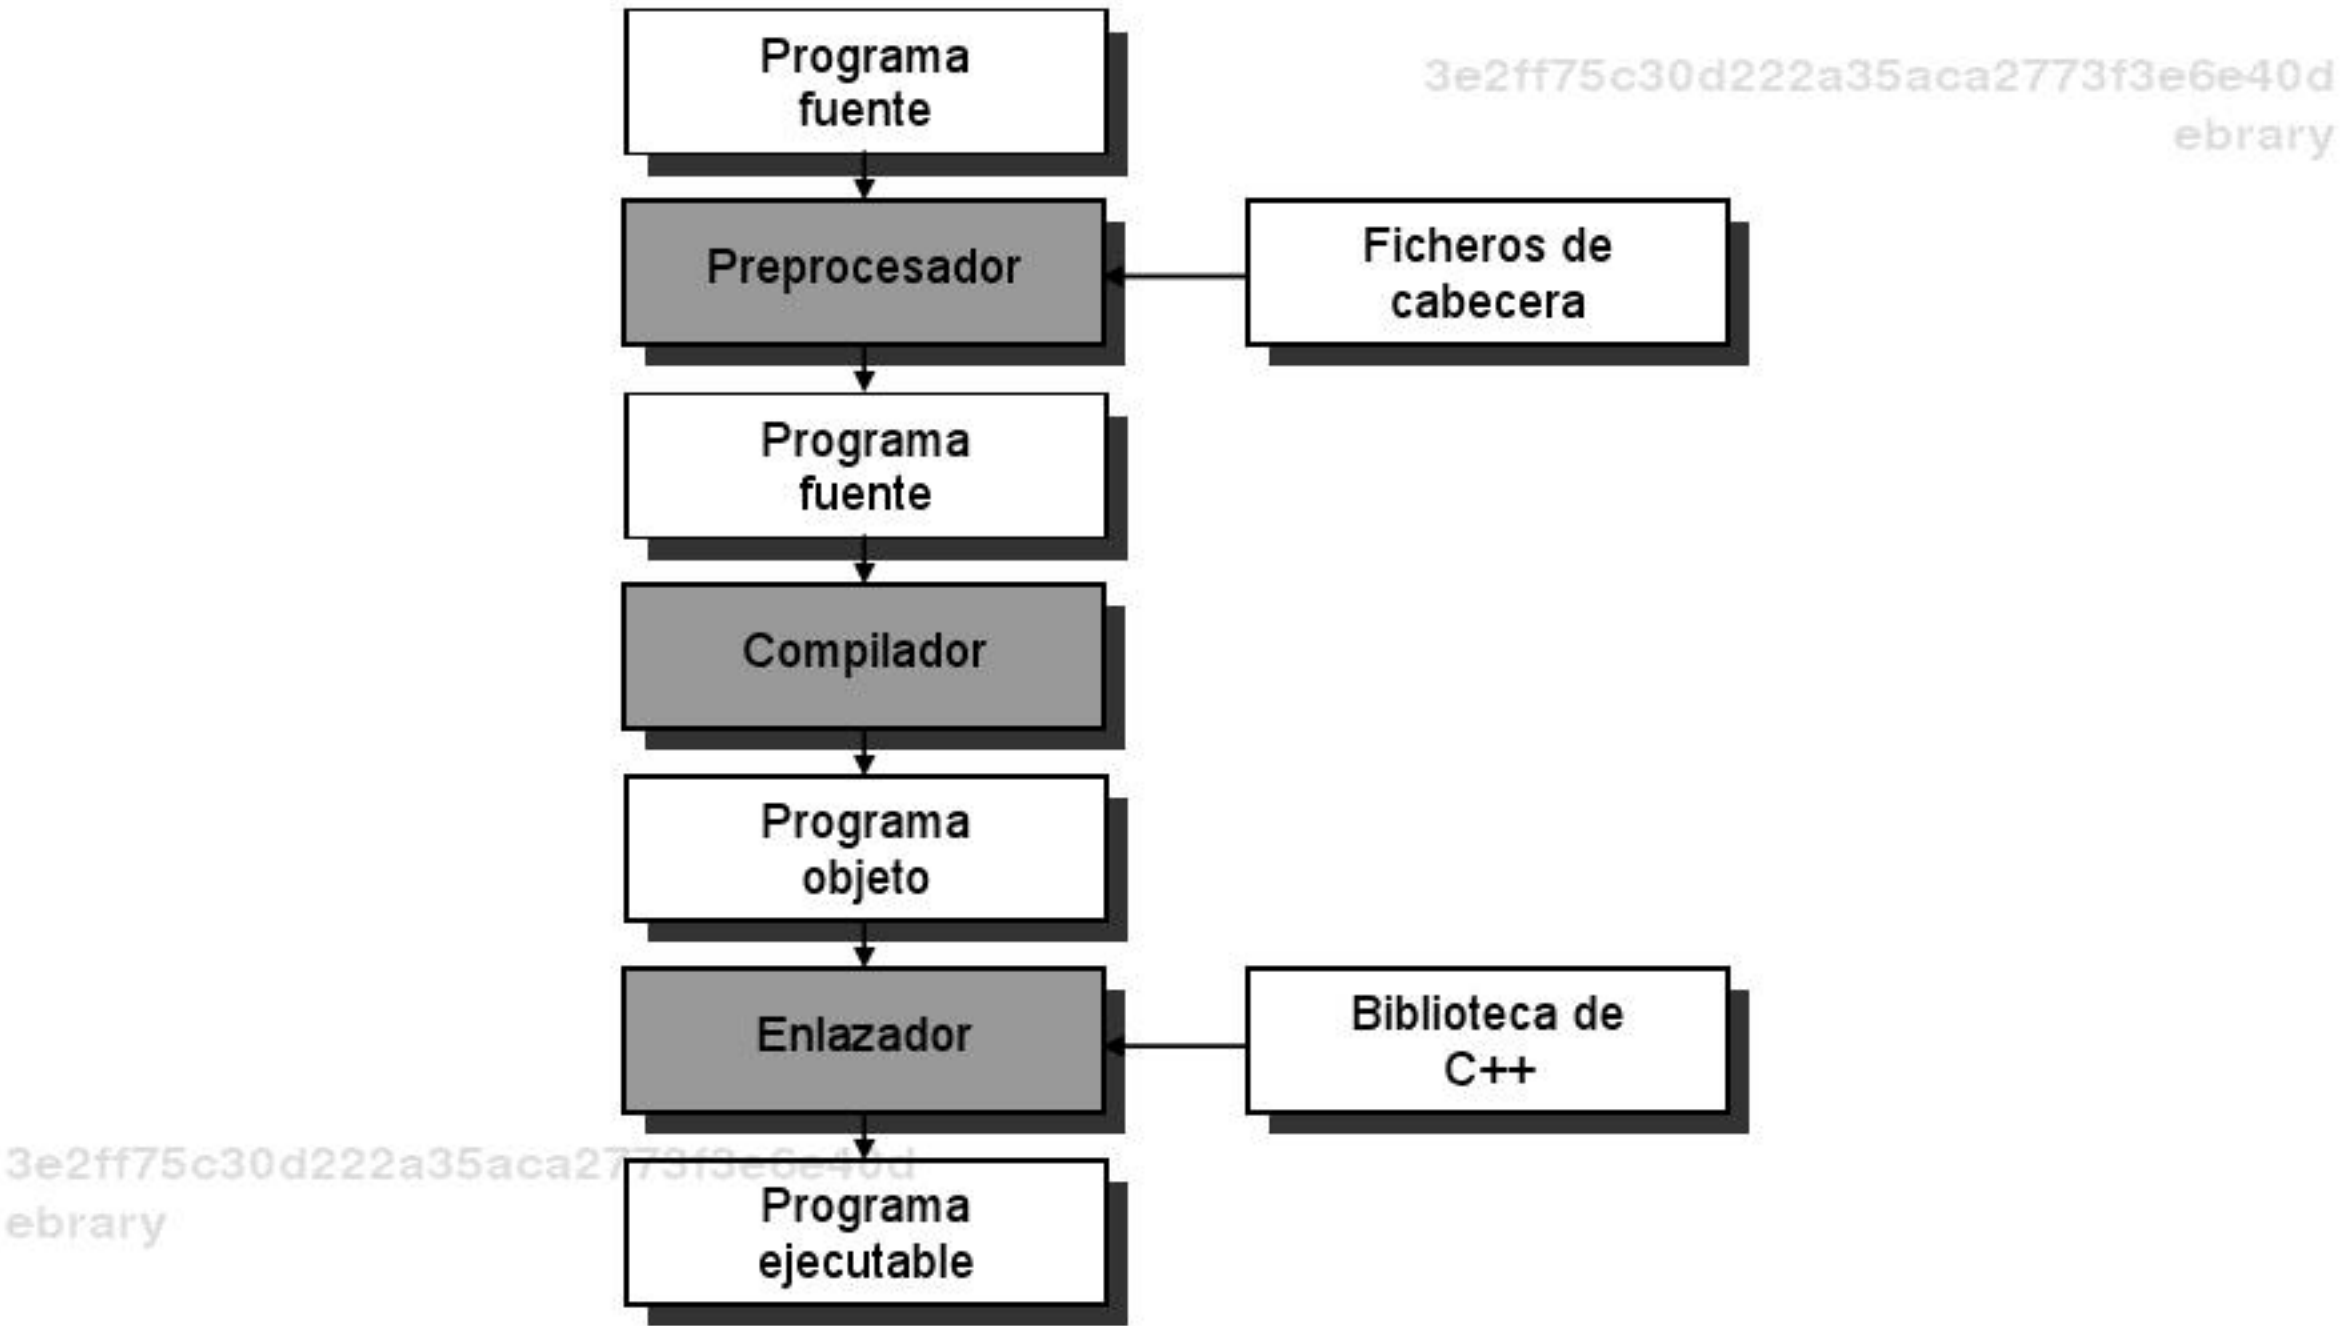 Programa
fuente
3e2ff75c30d222a35aca2773f3e6e40d
ebrary
Preprocesador
Ficheros de
cabecera
Programa
fuente
Compilador
Programa
objeto
Enlazador
Biblioteca de
C++
3e2ff75c30d222a35aca2773f3e6e40d
ebrary
Programa
ejecutable